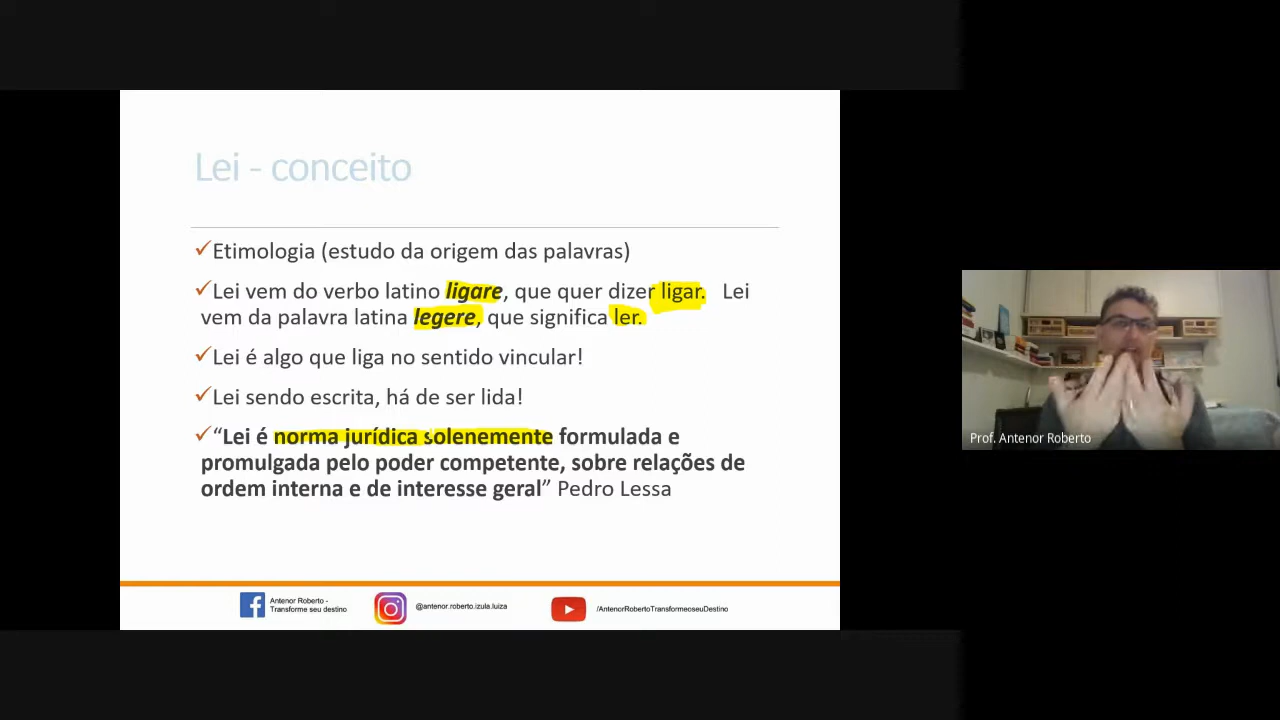 Lei - conceito
✓Etimologia (estudo da origem das palavras)
✓Lei vem do verbo latino ligare, que quer dizer ligar. Lei
vem da palavra latina legere, que significa ler.
✓Lei é algo que liga no sentido vincular!
✓Lei sendo escrita, há de ser lida!
✓“Lei é norma jurídica solenemente formulada e
promulgada pelo poder competente, sobre relações de
ordem interna e de interesse geral” Pedro Lessa
Antenor Roberto -
Transforme seu destino
@antenor.roberto.izula.luiza
/AntenorRobertoTransformeoseuDestino
Prof. Antenor Roberto